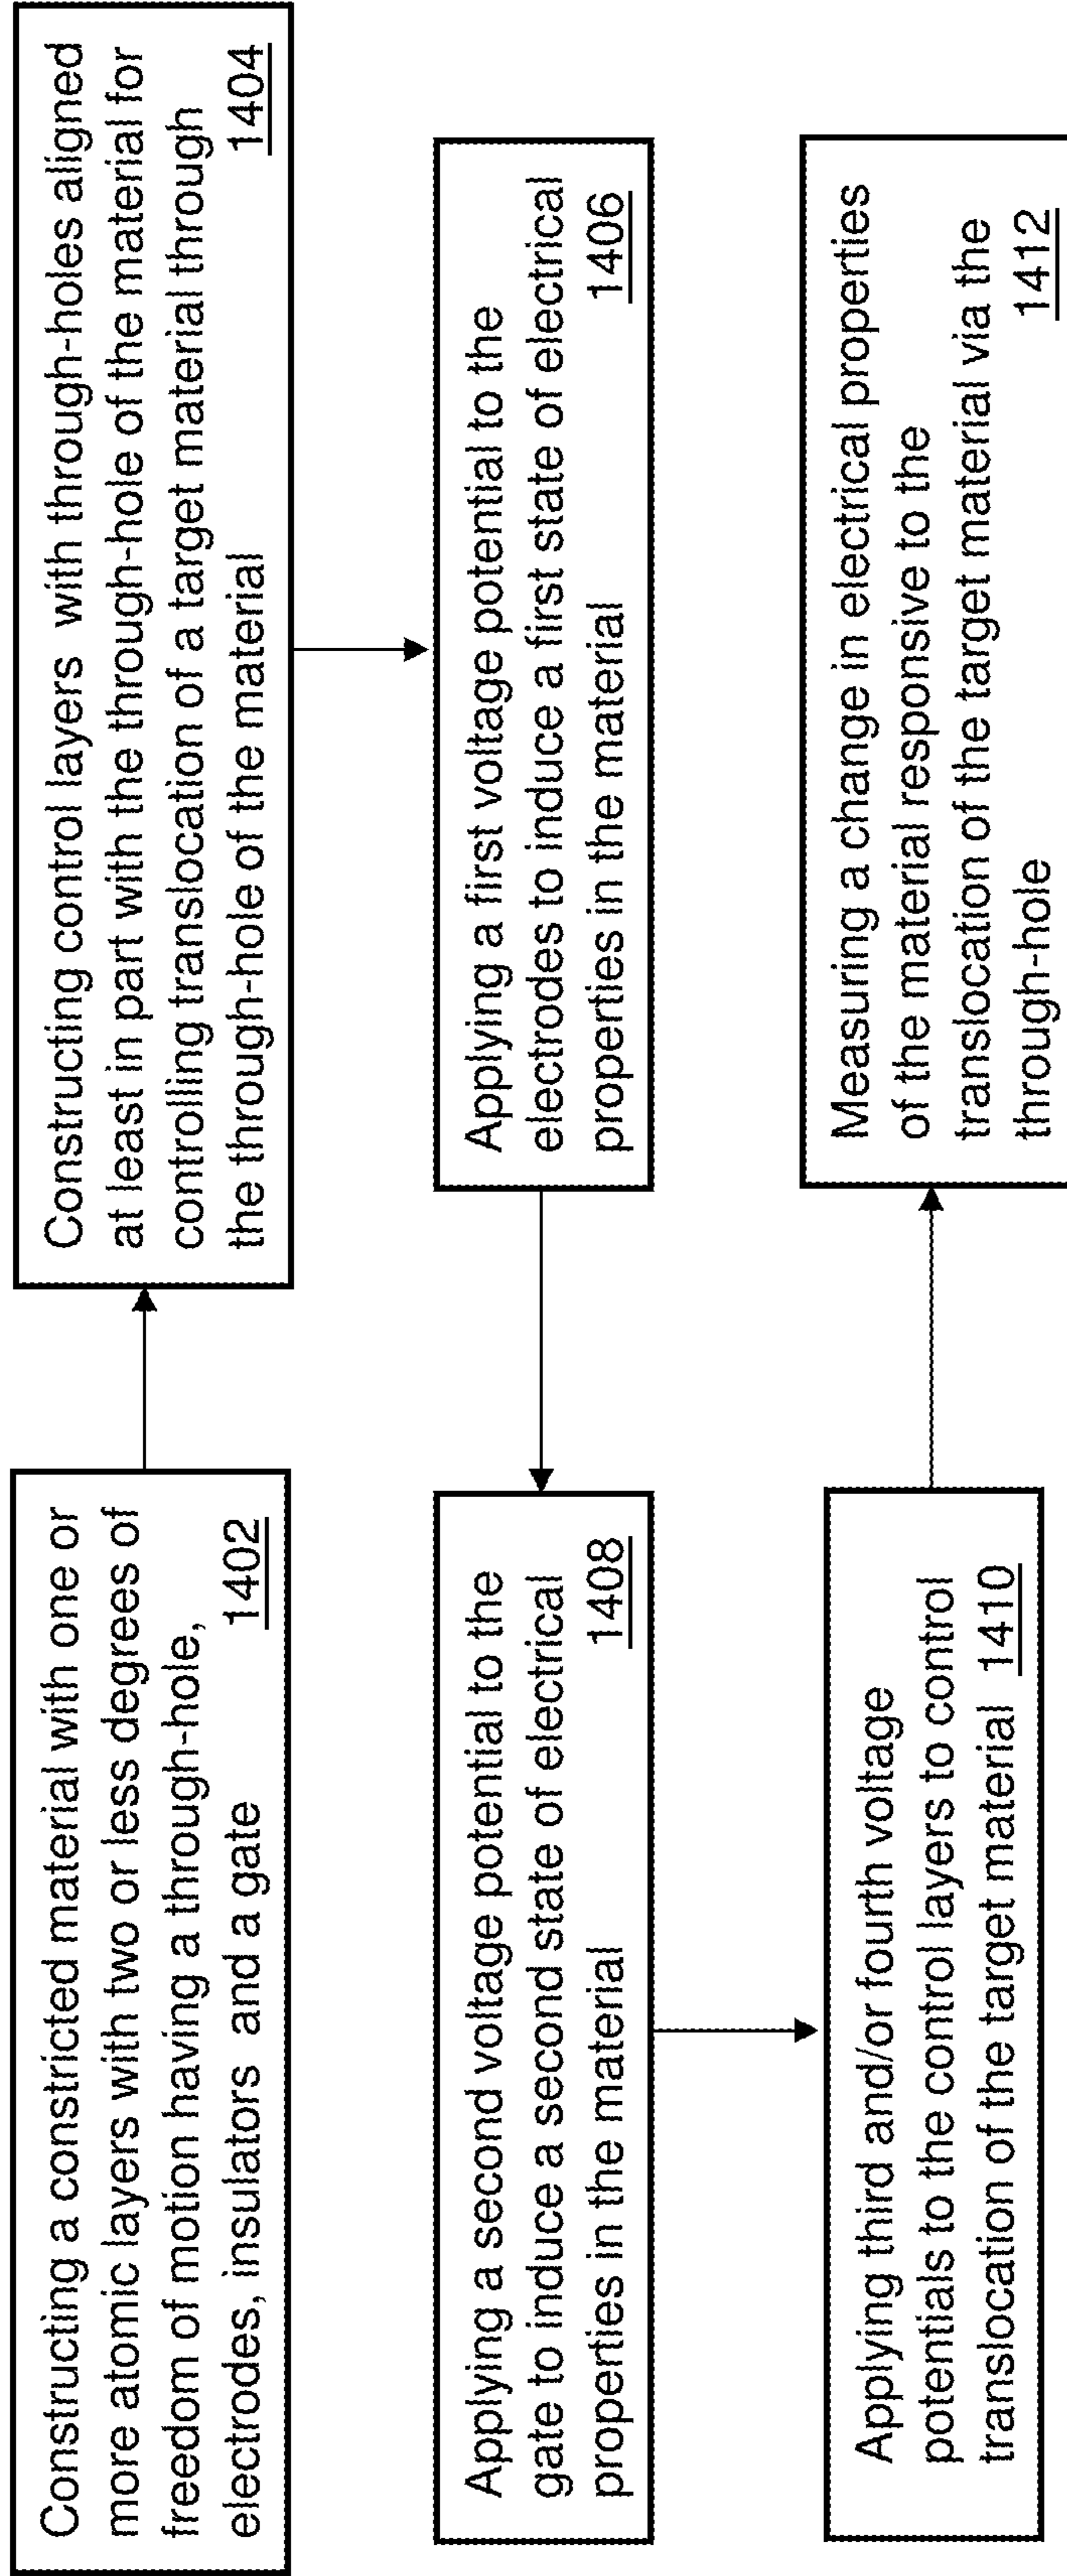 Constructing a constricted material with one or
more atomic layers with two or less degrees of
freedom of motion having a through-hole,
electrodes, insulators and a gate 1402
Constructing control layers with through-holes aligned
at least in part with the through-hole of the material for
controlling translocation of a target material through
the through-hole of the material 1404
Applying a first voltage potential to the
electrodes to induce a first state of electrical
properties in the material 1406
Applying a second voltage potential to the
gate to induce a second state of electrical
properties in the material 1408
Applying third and/or fourth voltage
potentials to the control layers to control
translocation of the target material 1410
Measuring a change in electrical properties
of the material responsive to the
translocation of the target material via the
through-hole 1412